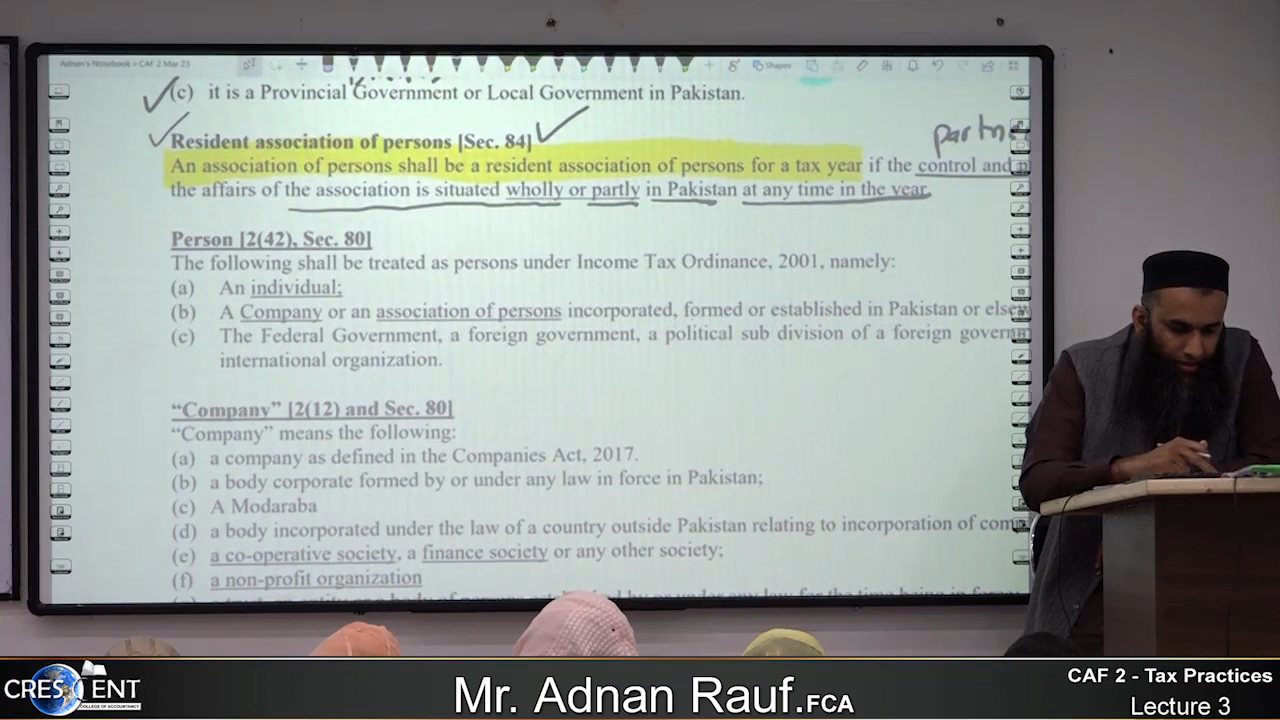 Adnan's Notebook > CAF 2 Mar 23
Shapes
(c) it is a Provincial Government or Local Government in Pakistan.
Resident association of persons [Sec. 84]
partn
An association of persons shall be a resident association of persons for a tax year if the control and
the affairs of the association is situated wholly or partly in Pakistan at any time in the year.
Person [2(42), Sec. 80]
The following shall be treated as persons under Income Tax Ordinance, 2001, namely:
(a) An individual;
(b) A Company or an association of persons incorporated, formed or established in Pakistan or
(c) The Federal Government, a foreign government, a political sub division of a foreign
international organization.
“Company” [2(12) and Sec. 80]
“Company” means the following:
(a) a company as defined in the Companies Act, 2017.
(b) a body corporate formed by or under any law in force in Pakistan;
(c) A Modaraba
(d) a body incorporated under the law of a country outside Pakistan relating to incorporation of
(e) a co-operative society, a finance society or any other society;
(f) a non-profit organization
CRESCENT
COLLEGE OF ACCOUNTANCY
Mr. Adnan Rauf.FCA
CAF 2 - Tax Practices
Lecture 3